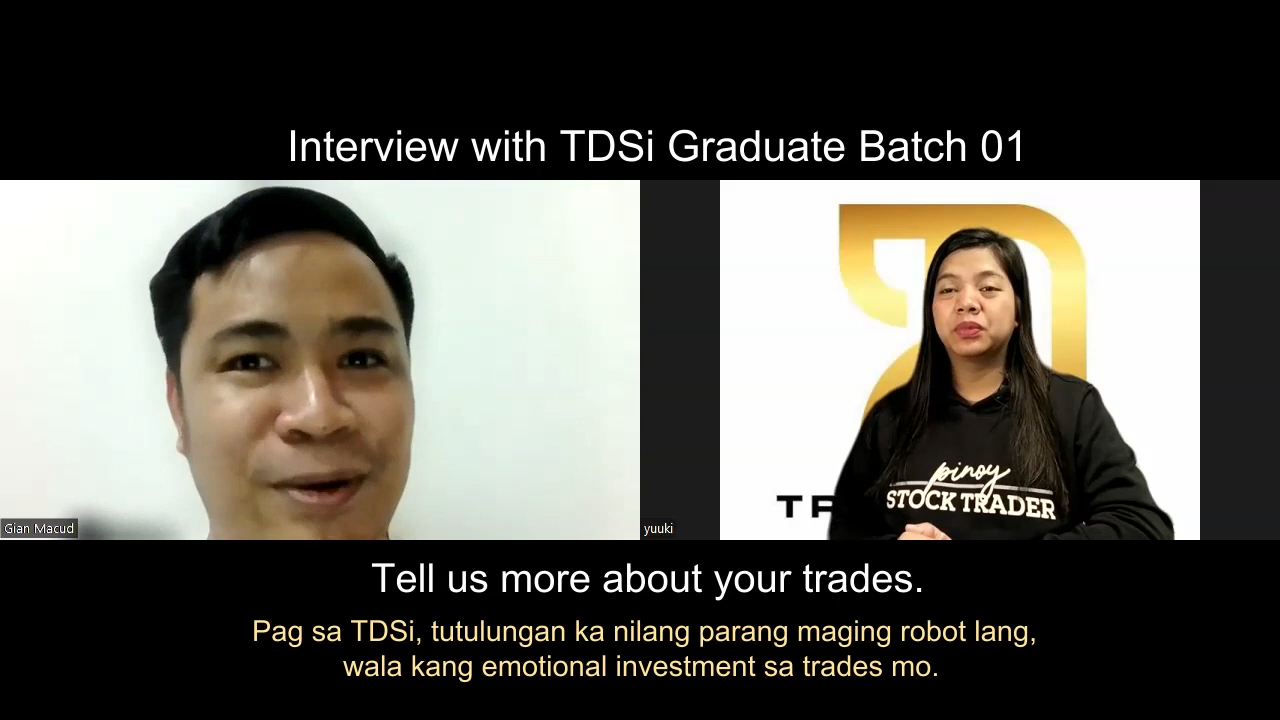 Interview with TDSi Graduate Batch 01
pinoy
STOCK TRADER
TR
Gian Macud
yuuki
Tell us more about your trades.
Pag sa TDSi, tutulungan ka nilang parang maging robot lang,
wala kang emotional investment sa trades mo.